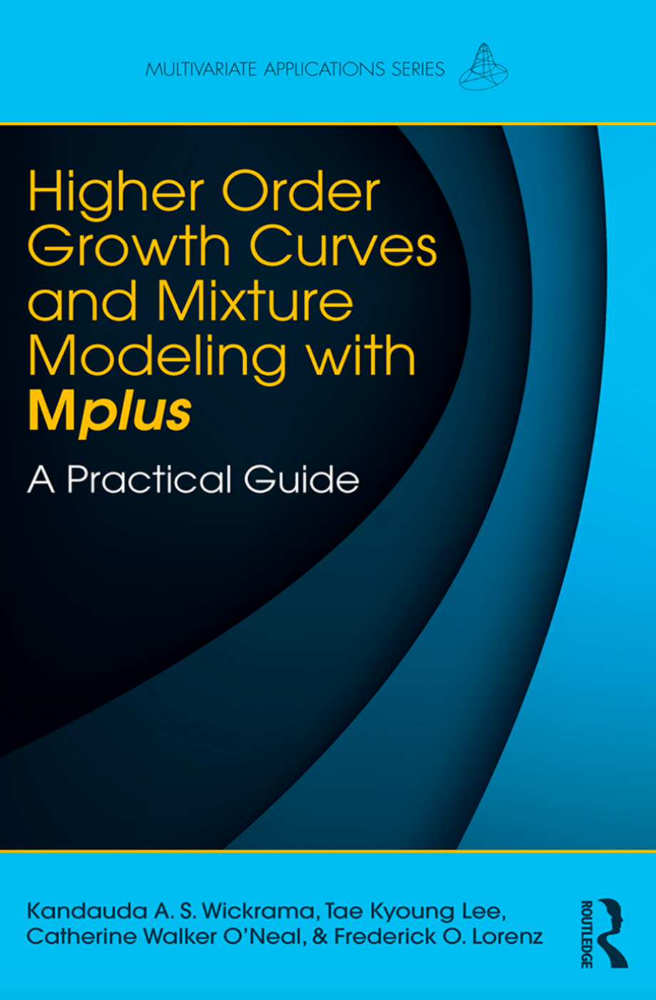 MULTIVARIATE APPLICATIONS SERIES
Higher Order
Growth Curves
and Mixture
Modeling with
Mplus
A Practical Guide
Kandauda A. S. Wickrama, Tae Kyoung Lee,
Catherine Walker O’Neal, & Frederick O. Lorenz
ROUTLEDGE